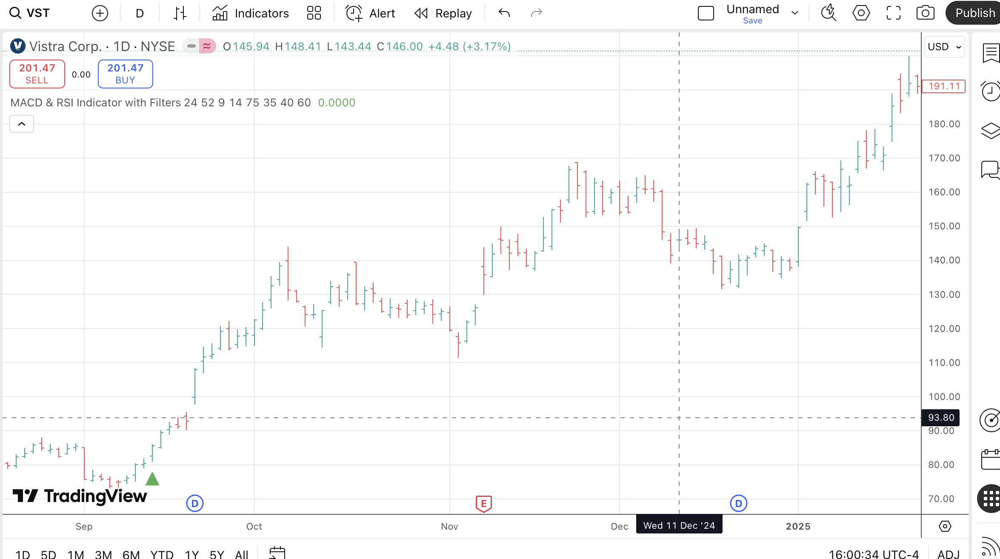 VST
D
Indicators
Alert
Replay
Unnamed
Save
Publish
Vistra Corp. · 1D · NYSE
O145.94 H148.41 L143.44 C146.00 +4.48 (+3.17%)
USD
201.47
SELL
0.00
201.47
BUY
MACD & RSI Indicator with Filters 24 52 9 14 75 35 40 60 0.0000
191.11
180.00
170.00
160.00
150.00
140.00
130.00
120.00
110.00
100.00
93.80
90.00
80.00
70.00
TradingView
D
E
D
Sep
Oct
Nov
Dec
Wed 11 Dec '24
2025
1D 5D 1M 3M 6M YTD 1Y 5Y All
16:00:34 UTC-4
ADJ